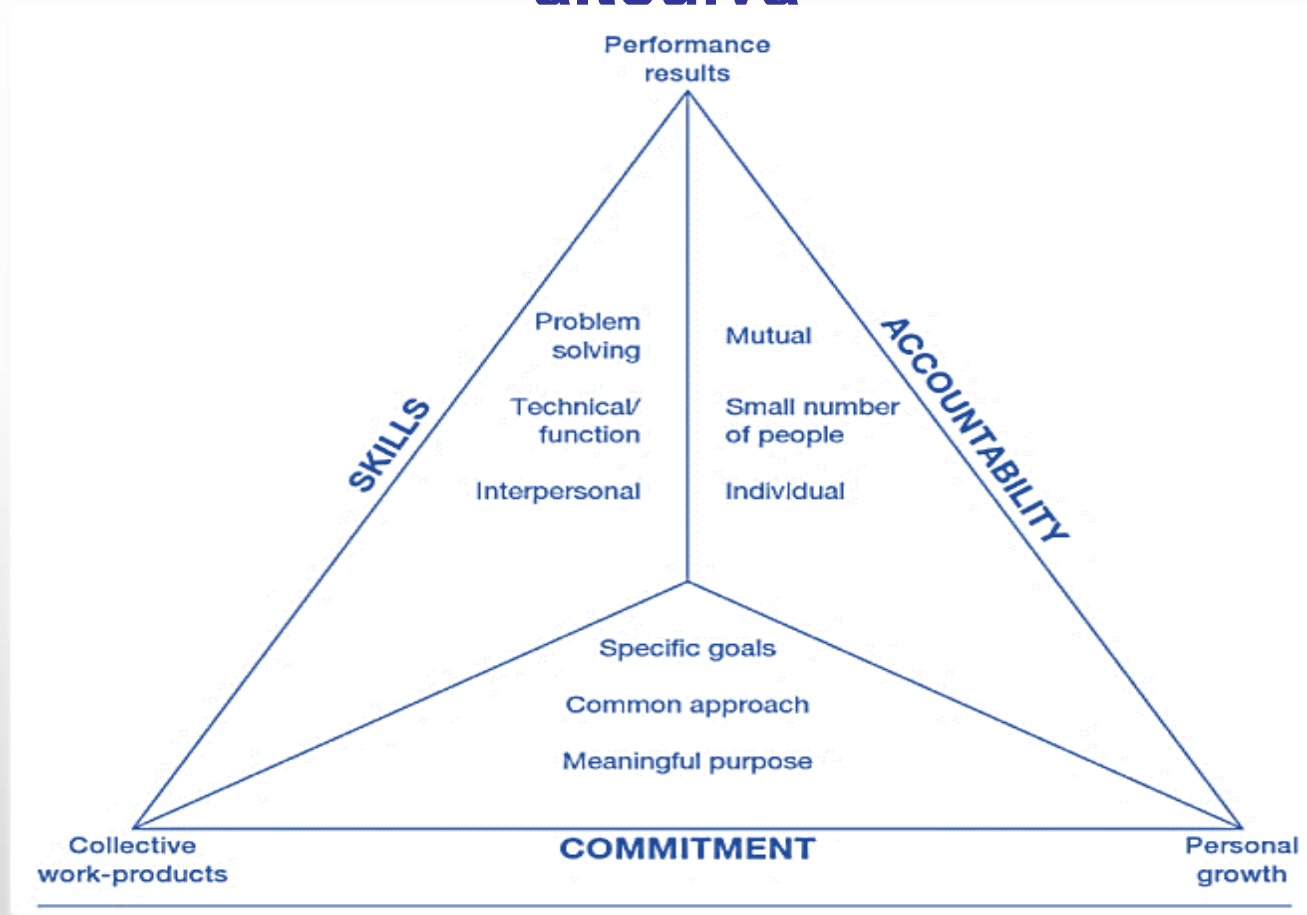 Performance
results
Problem
solving
Technical/
function
Interpersonal
Mutual
Small number
of people
Individual
SKILLS
ACCOUNTABILITY
Specific goals
Common approach
Meaningful purpose
Collective
work-products
COMMITMENT
Personal
growth